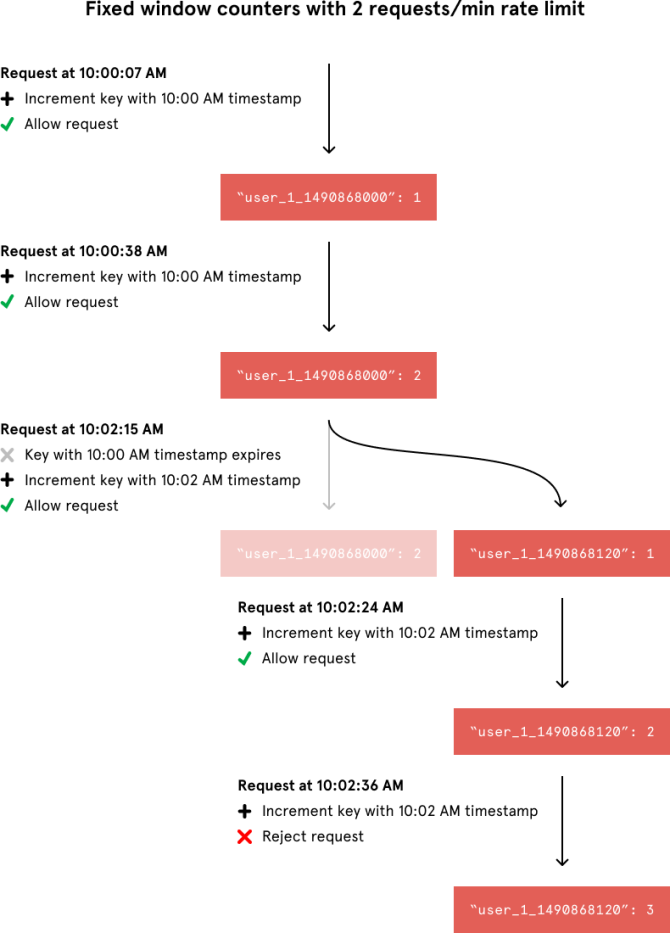 Fixed window counters with 2 requests/min rate limit
Request at 10:00:07 AM
Increment key with 10:00 AM timestamp
Allow request
“user_1_1490868000”: 1
Request at 10:00:38 AM
Increment key with 10:00 AM timestamp
Allow request
“user_1_1490868000”: 2
Request at 10:02:15 AM
Key with 10:00 AM timestamp expires
Increment key with 10:02 AM timestamp
Allow request
“user_1_1490868000”: 2
“user_1_1490868120”: 1
Request at 10:02:24 AM
Increment key with 10:02 AM timestamp
Allow request
“user_1_1490868120”: 2
Request at 10:02:36 AM
Increment key with 10:02 AM timestamp
Reject request
“user_1_1490868120”: 3